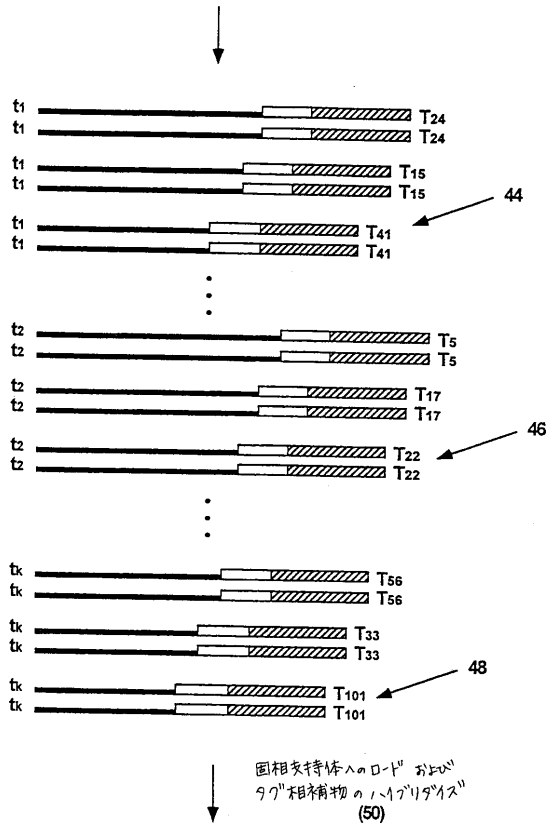 t1 T24
t1 T24
t1 T15
t1 T15
44
t1 T41
t1 T41
t2 T5
t2 T5
t2 T17
t2 T17
46
t2 T22
t2 T22
tk T56
tk T56
tk T33
tk T33
48
tk T101
tk T101
固相支持体へのロード および
タグ相補物の ハイブリダイズ
(50)